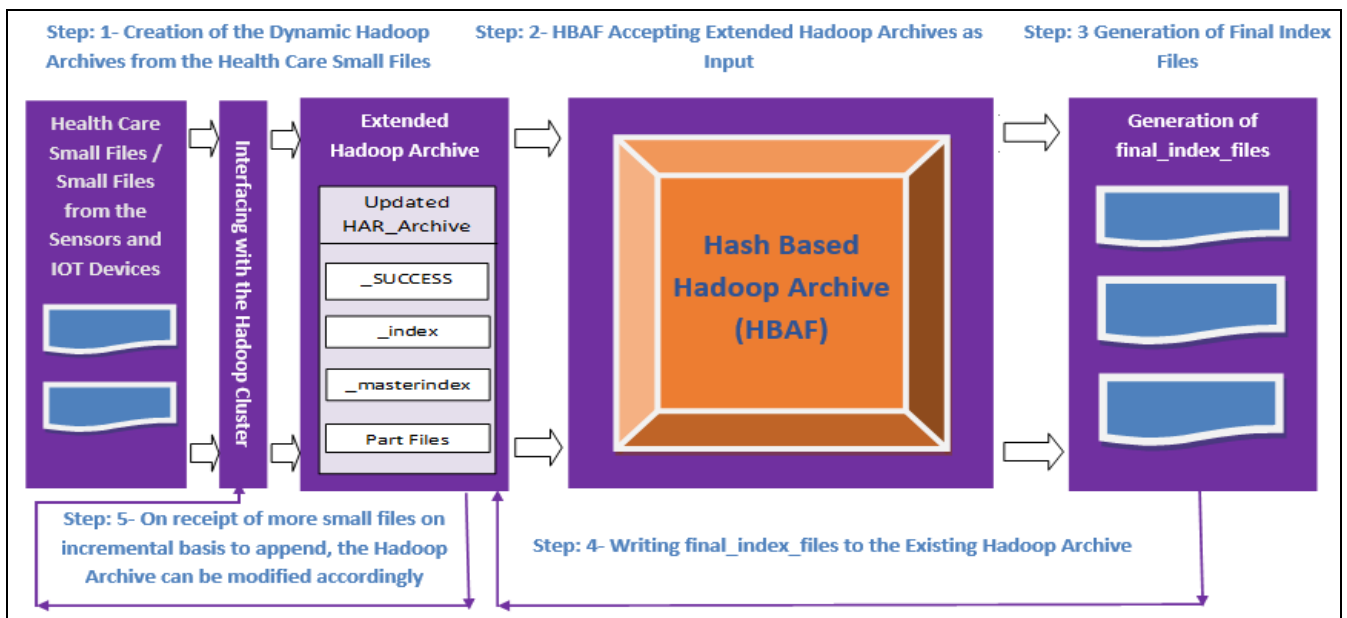 Step: 1- Creation of the Dynamic Hadoop
Archives from the Health Care Small Files
Step: 2- HBAF Accepting Extended Hadoop Archives as
Input
Step: 3 Generation of Final Index
Files
Health Care
Small Files /
Small Files
from the
Sensors and
IOT Devices
Interfacing with the Hadoop Cluster
Extended
Hadoop Archive
Updated
HAR_Archive
_SUCCESS
_index
_masterindex
Part Files
Hash Based
Hadoop Archive
(HBAF)
Generation of
final_index_files
Step: 5- On receipt of more small files on
incremental basis to append, the Hadoop
Archive can be modified accordingly
Step: 4- Writing final_index_files to the Existing Hadoop Archive